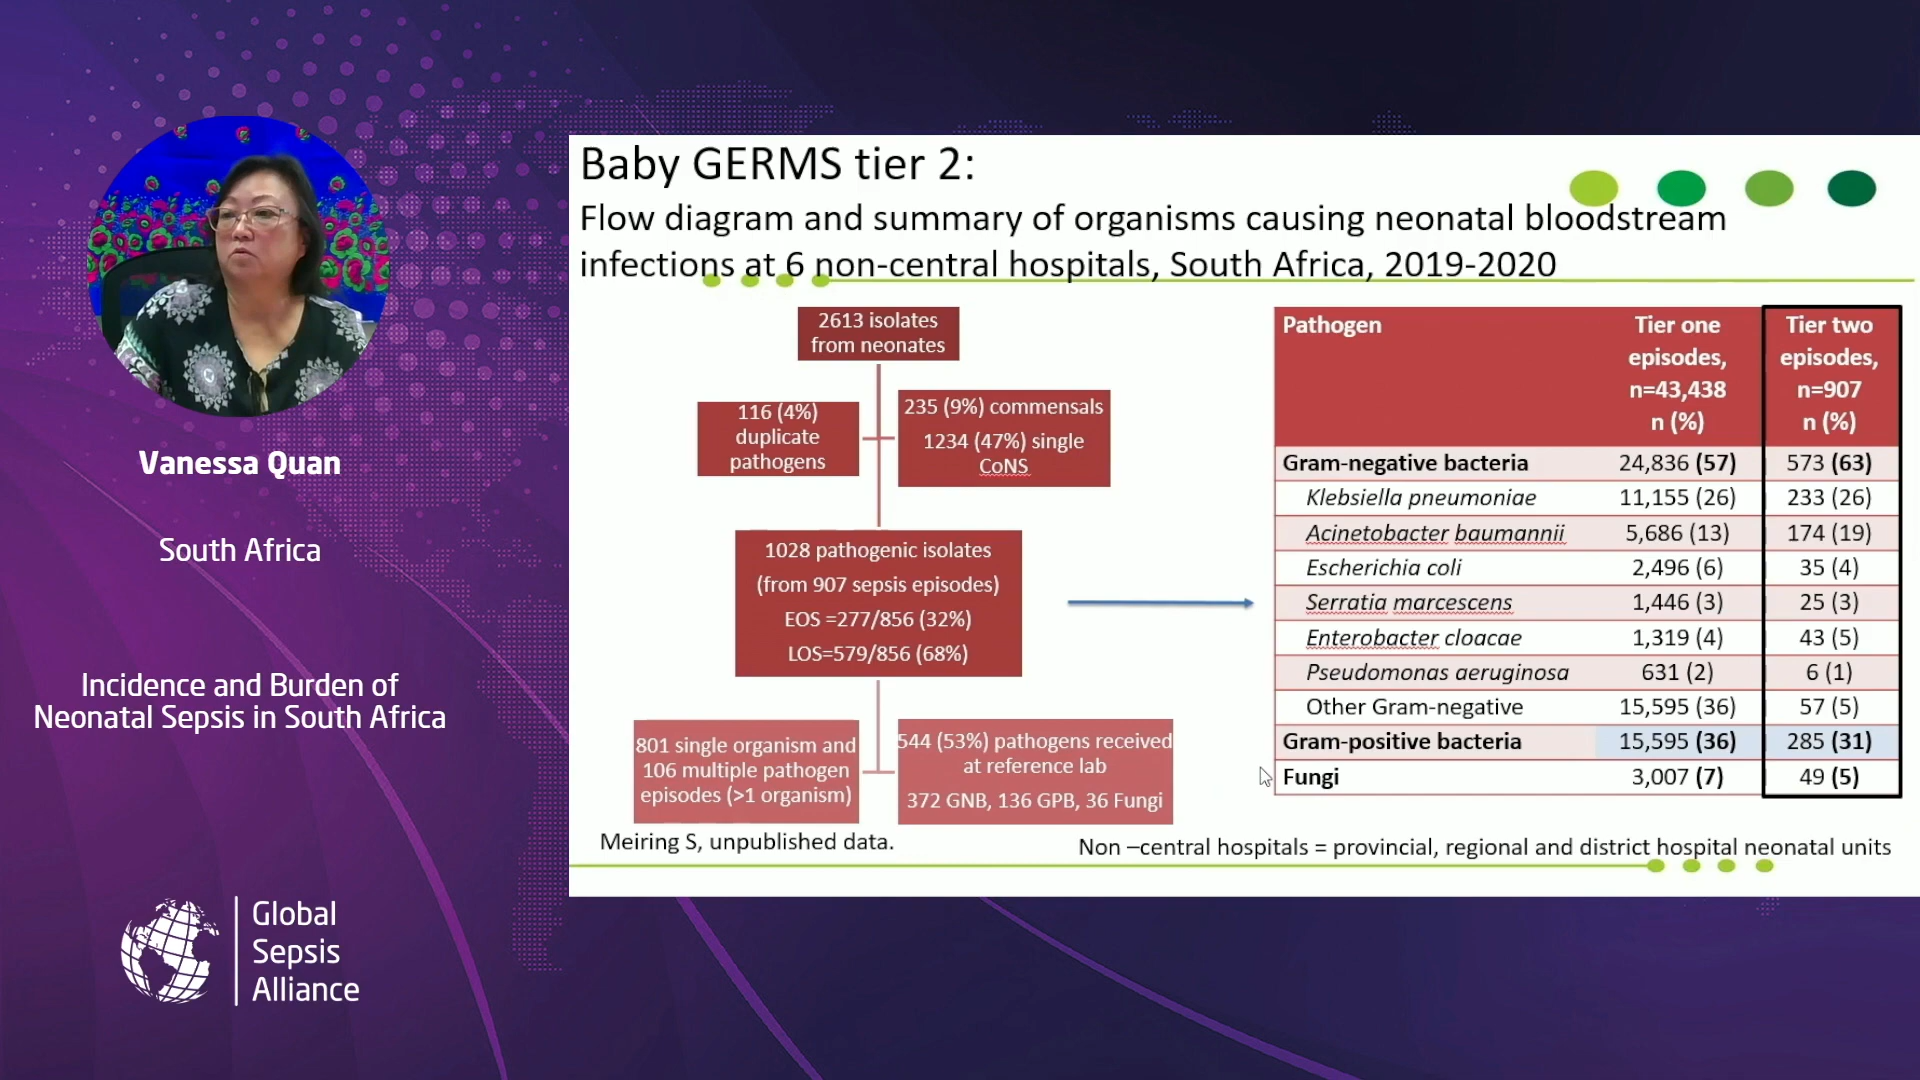 Vanessa Quan
South Africa
Incidence and Burden of
Neonatal Sepsis in South Africa
Global
Sepsis
Alliance
Baby GERMS tier 2:
Flow diagram and summary of organisms causing neonatal bloodstream
infections at 6 non-central hospitals, South Africa, 2019-2020
2613 isolates
from neonates
116 (4%)
duplicate
pathogens
235 (9%) commensals
1234 (47%) single
CoNS
1028 pathogenic isolates
(from 907 sepsis episodes)
EOS =277/856 (32%)
LOS=579/856 (68%)
801 single organism and
106 multiple pathogen
episodes (>1 organism)
544 (53%) pathogens received
at reference lab
372 GNB, 136 GPB, 36 Fungi
Pathogen
Tier one
episodes,
n=43,438
n (%)
Tier two
episodes,
n=907
n (%)
Gram-negative bacteria 24,836 (57) 573 (63)
Klebsiella pneumoniae 11,155 (26) 233 (26)
Acinetobacter baumannii 5,686 (13) 174 (19)
Escherichia coli 2,496 (6) 35 (4)
Serratia marcescens 1,446 (3) 25 (3)
Enterobacter cloacae 1,319 (4) 43 (5)
Pseudomonas aeruginosa 631 (2) 6 (1)
Other Gram-negative 15,595 (36) 57 (5)
Gram-positive bacteria 15,595 (36) 285 (31)
Fungi 3,007 (7) 49 (5)
Meiring S, unpublished data.
Non –central hospitals = provincial, regional and district hospital neonatal units